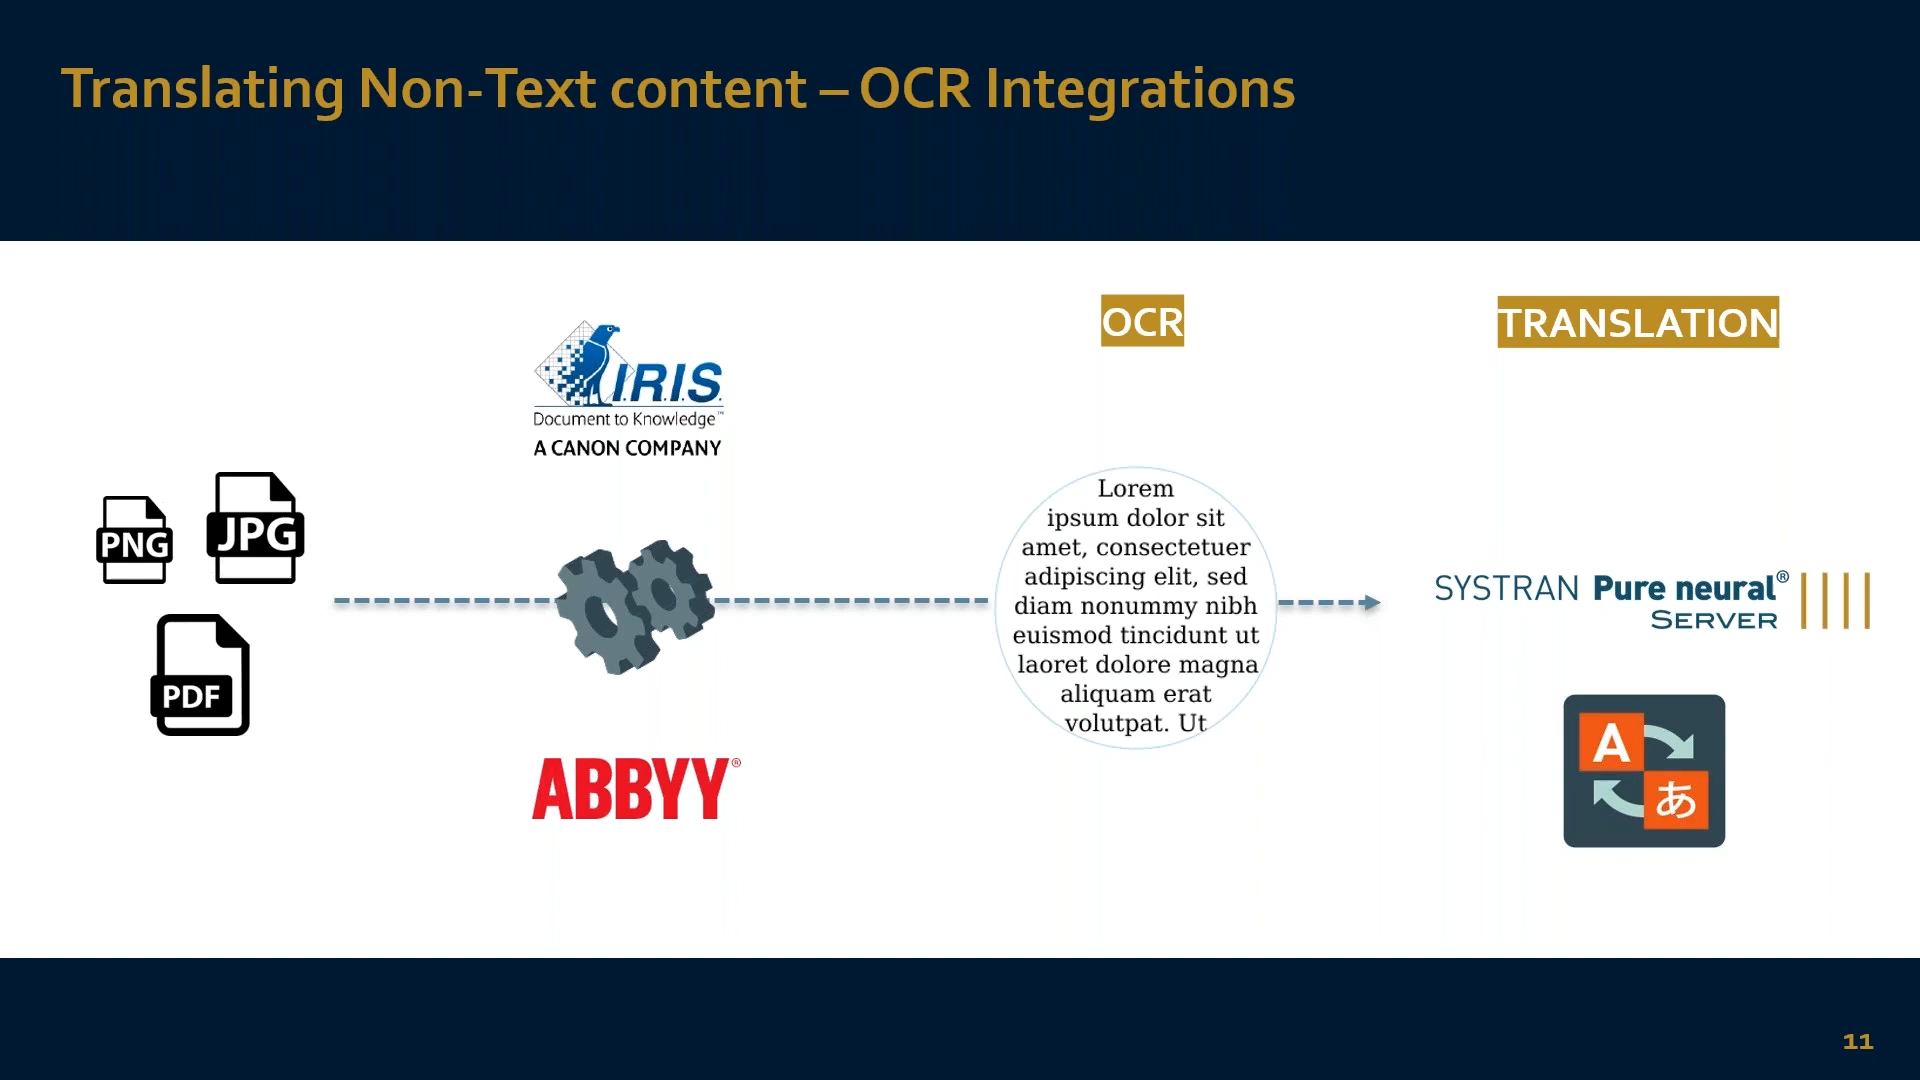 Translating Non-Text content – OCR Integrations
I.R.I.S.
Document to Knowledge™
A CANON COMPANY
OCR
TRANSLATION
PNG
JPG
PDF
Lorem
ipsum dolor sit
amet, consectetuer
adipiscing elit, sed
diam nonummy nibh
euismod tincidunt ut
laoret dolore magna
aliquam erat
volutpat. Ut
SYSTRAN Pure neural®
SERVER
ABBYY®
A
あ
11